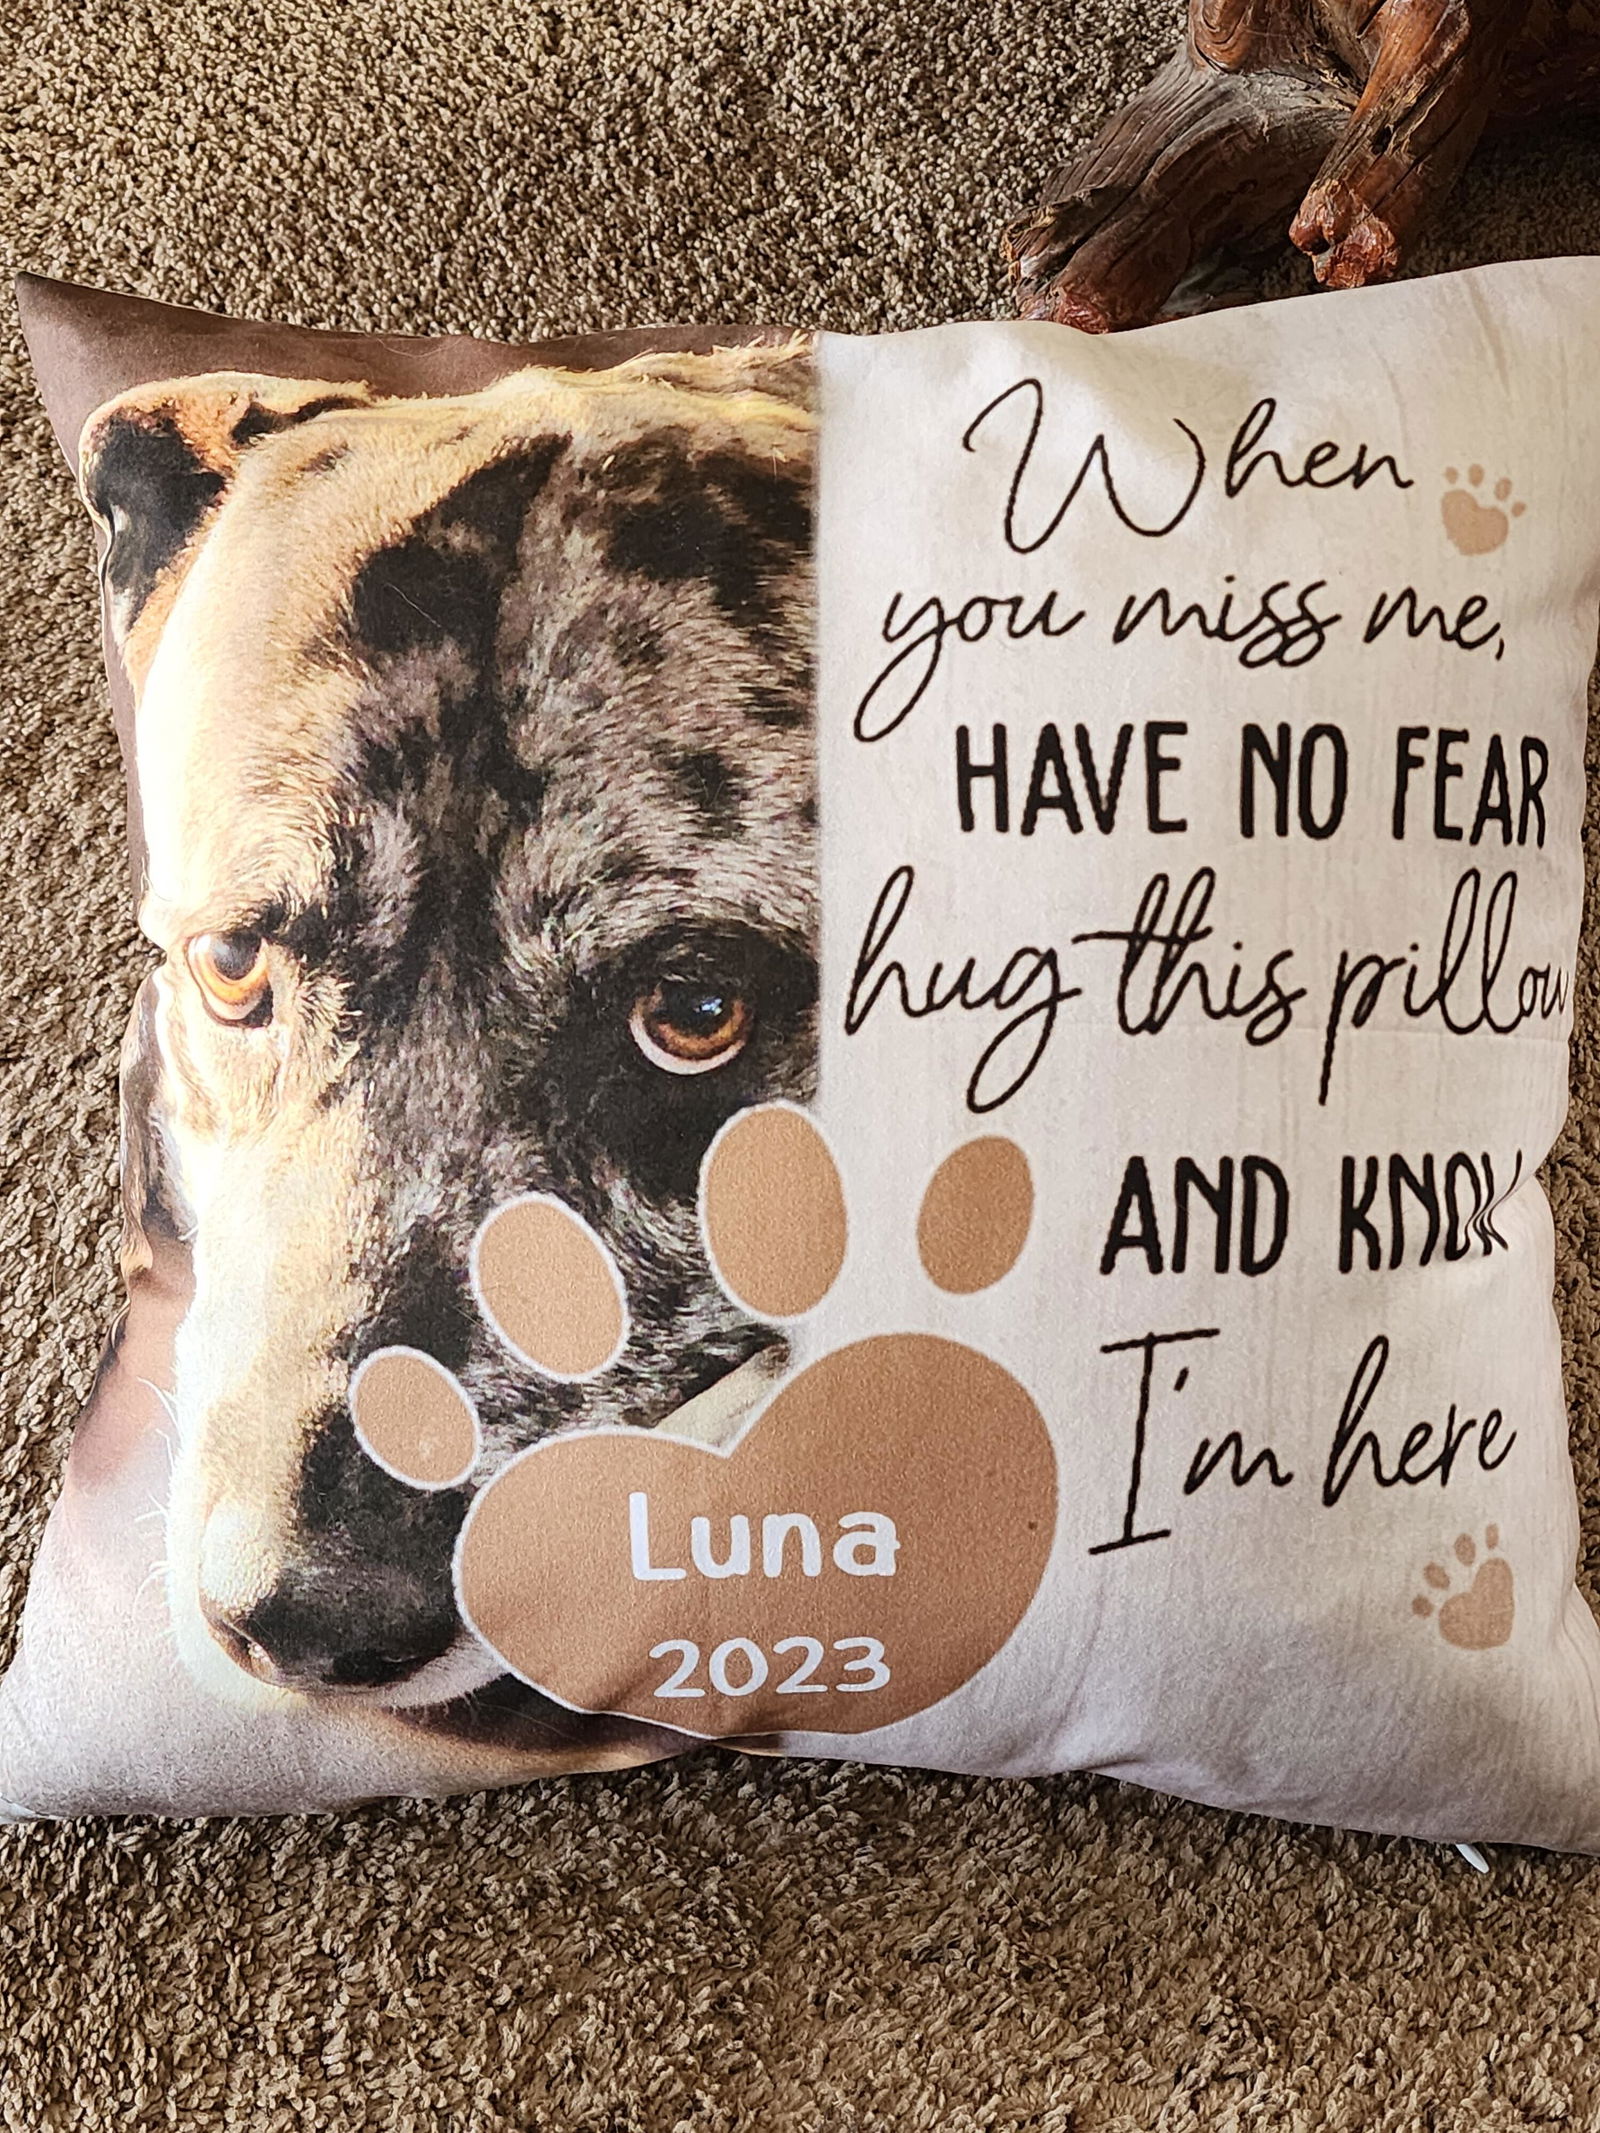 When
you miss me,
HAVE NO FEAR
hug this pillow
AND KNOW
I'm here
Luna
2023